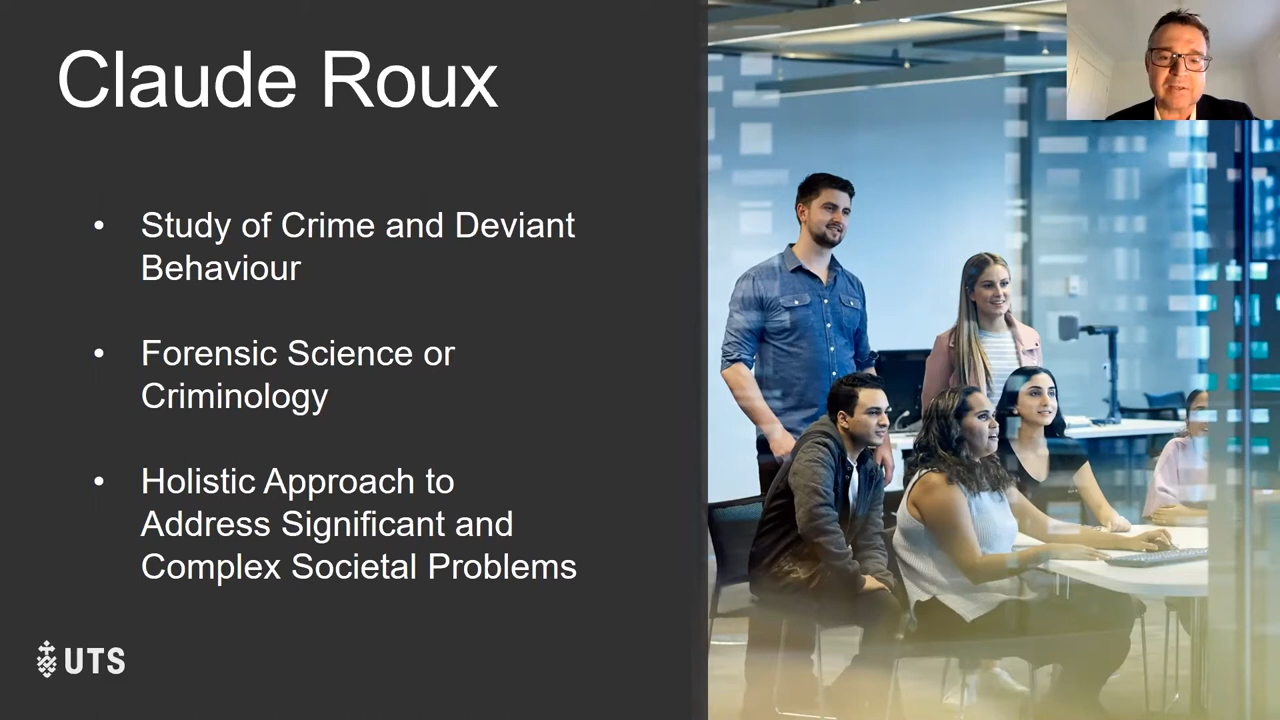 Claude Roux
• Study of Crime and Deviant
Behaviour
• Forensic Science or
Criminology
• Holistic Approach to
Address Significant and
Complex Societal Problems
UTS